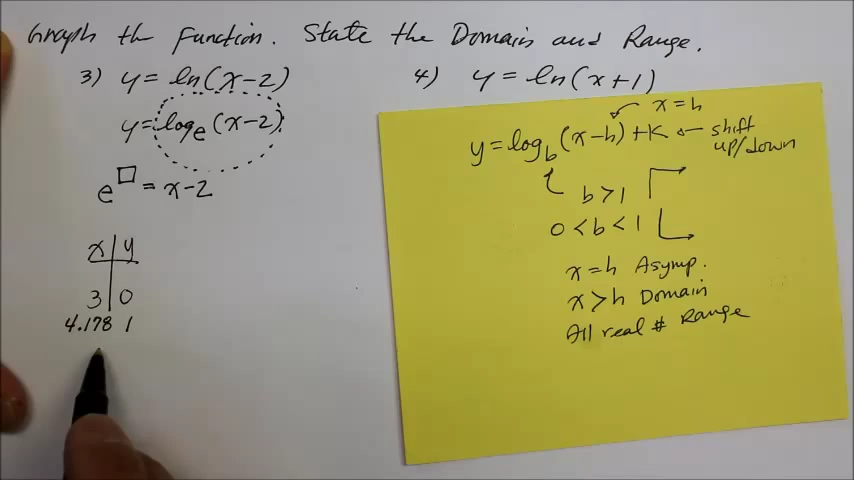 Graph the Function. State the Domain and Range.
3) y = ln(x-2)
y = logₑ(x-2)
e^□ = x-2
x | y
3 | 0
4.178 1
4) y = ln(x+1)
x = h
y = log_b(x-h)+K ← shift up/down
b > 1
0 < b < 1
x = h Asymp.
x > h Domain
All real # Range